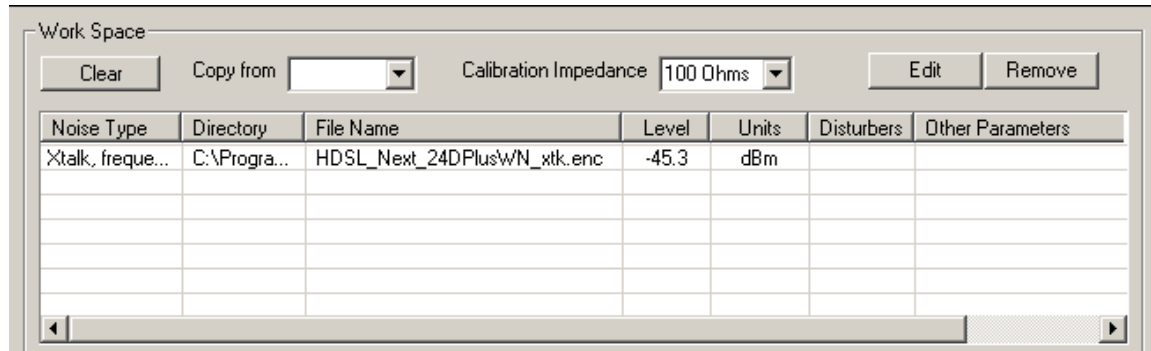 Work Space
Clear Copy from Calibration Impedance 100 Ohms Edit Remove
Noise Type Directory File Name Level Units Disturbers Other Parameters
Xtalk, freque... C:\Progra... HDSL_Next_24DPlusWN_xtk.enc -45.3 dBm